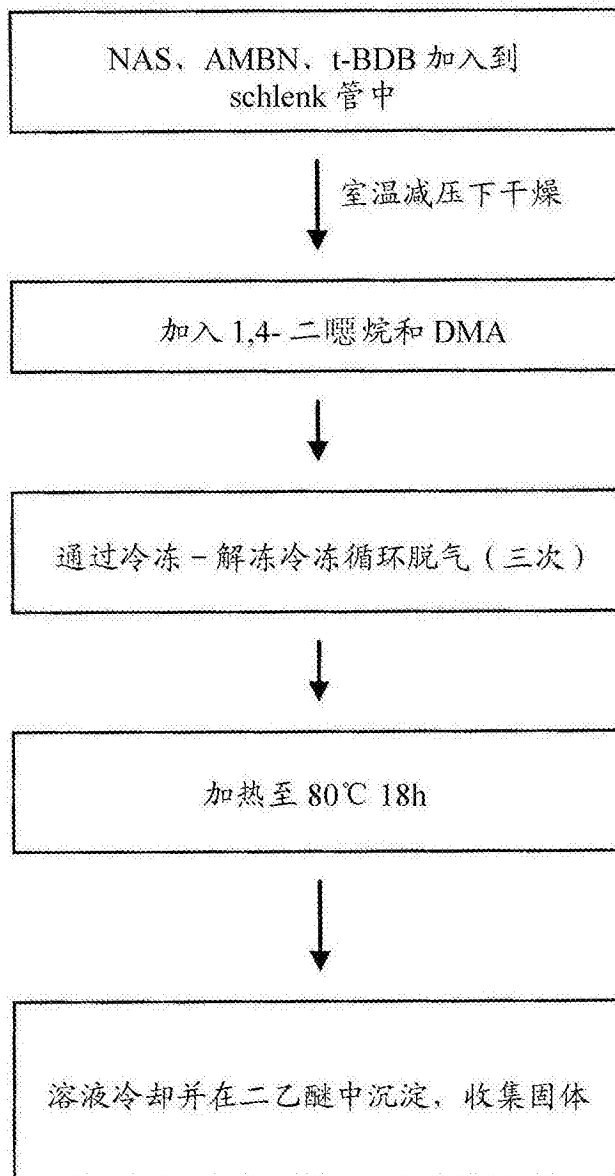 NAS、AMBN、t-BDB 加入到
schlenk 管中
室温减压下干燥
加入 1,4- 二噁烷和 DMA
通过冷冻－解冻冷冻循环脱气（三次）
加热至 80℃ 18h
溶液冷却并在二乙醚中沉淀，收集固体